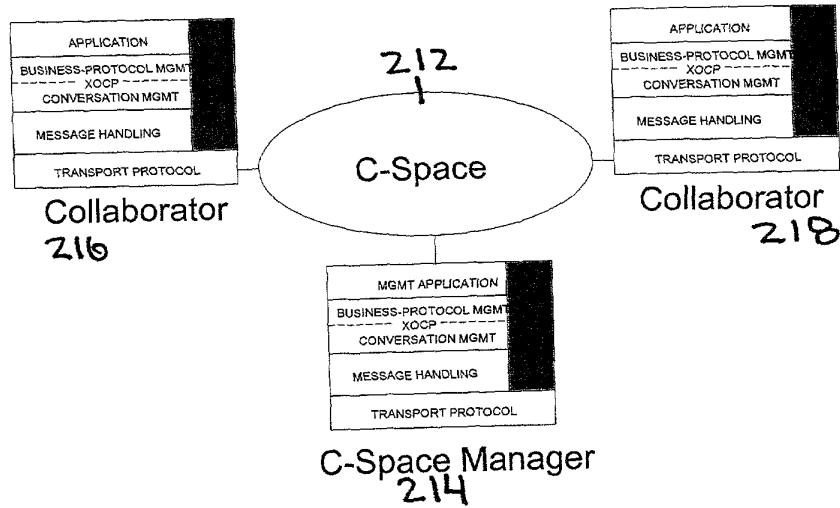 APPLICATION
BUSINESS-PROTOCOL MGMT
XOCP
CONVERSATION MGMT
MESSAGE HANDLING
TRANSPORT PROTOCOL
Collaborator
216
212
C-Space
APPLICATION
BUSINESS-PROTOCOL MGMT
XOCP
CONVERSATION MGMT
MESSAGE HANDLING
TRANSPORT PROTOCOL
Collaborator
218
MGMT APPLICATION
BUSINESS-PROTOCOL MGMT
XOCP
CONVERSATION MGMT
MESSAGE HANDLING
TRANSPORT PROTOCOL
C-Space Manager
214